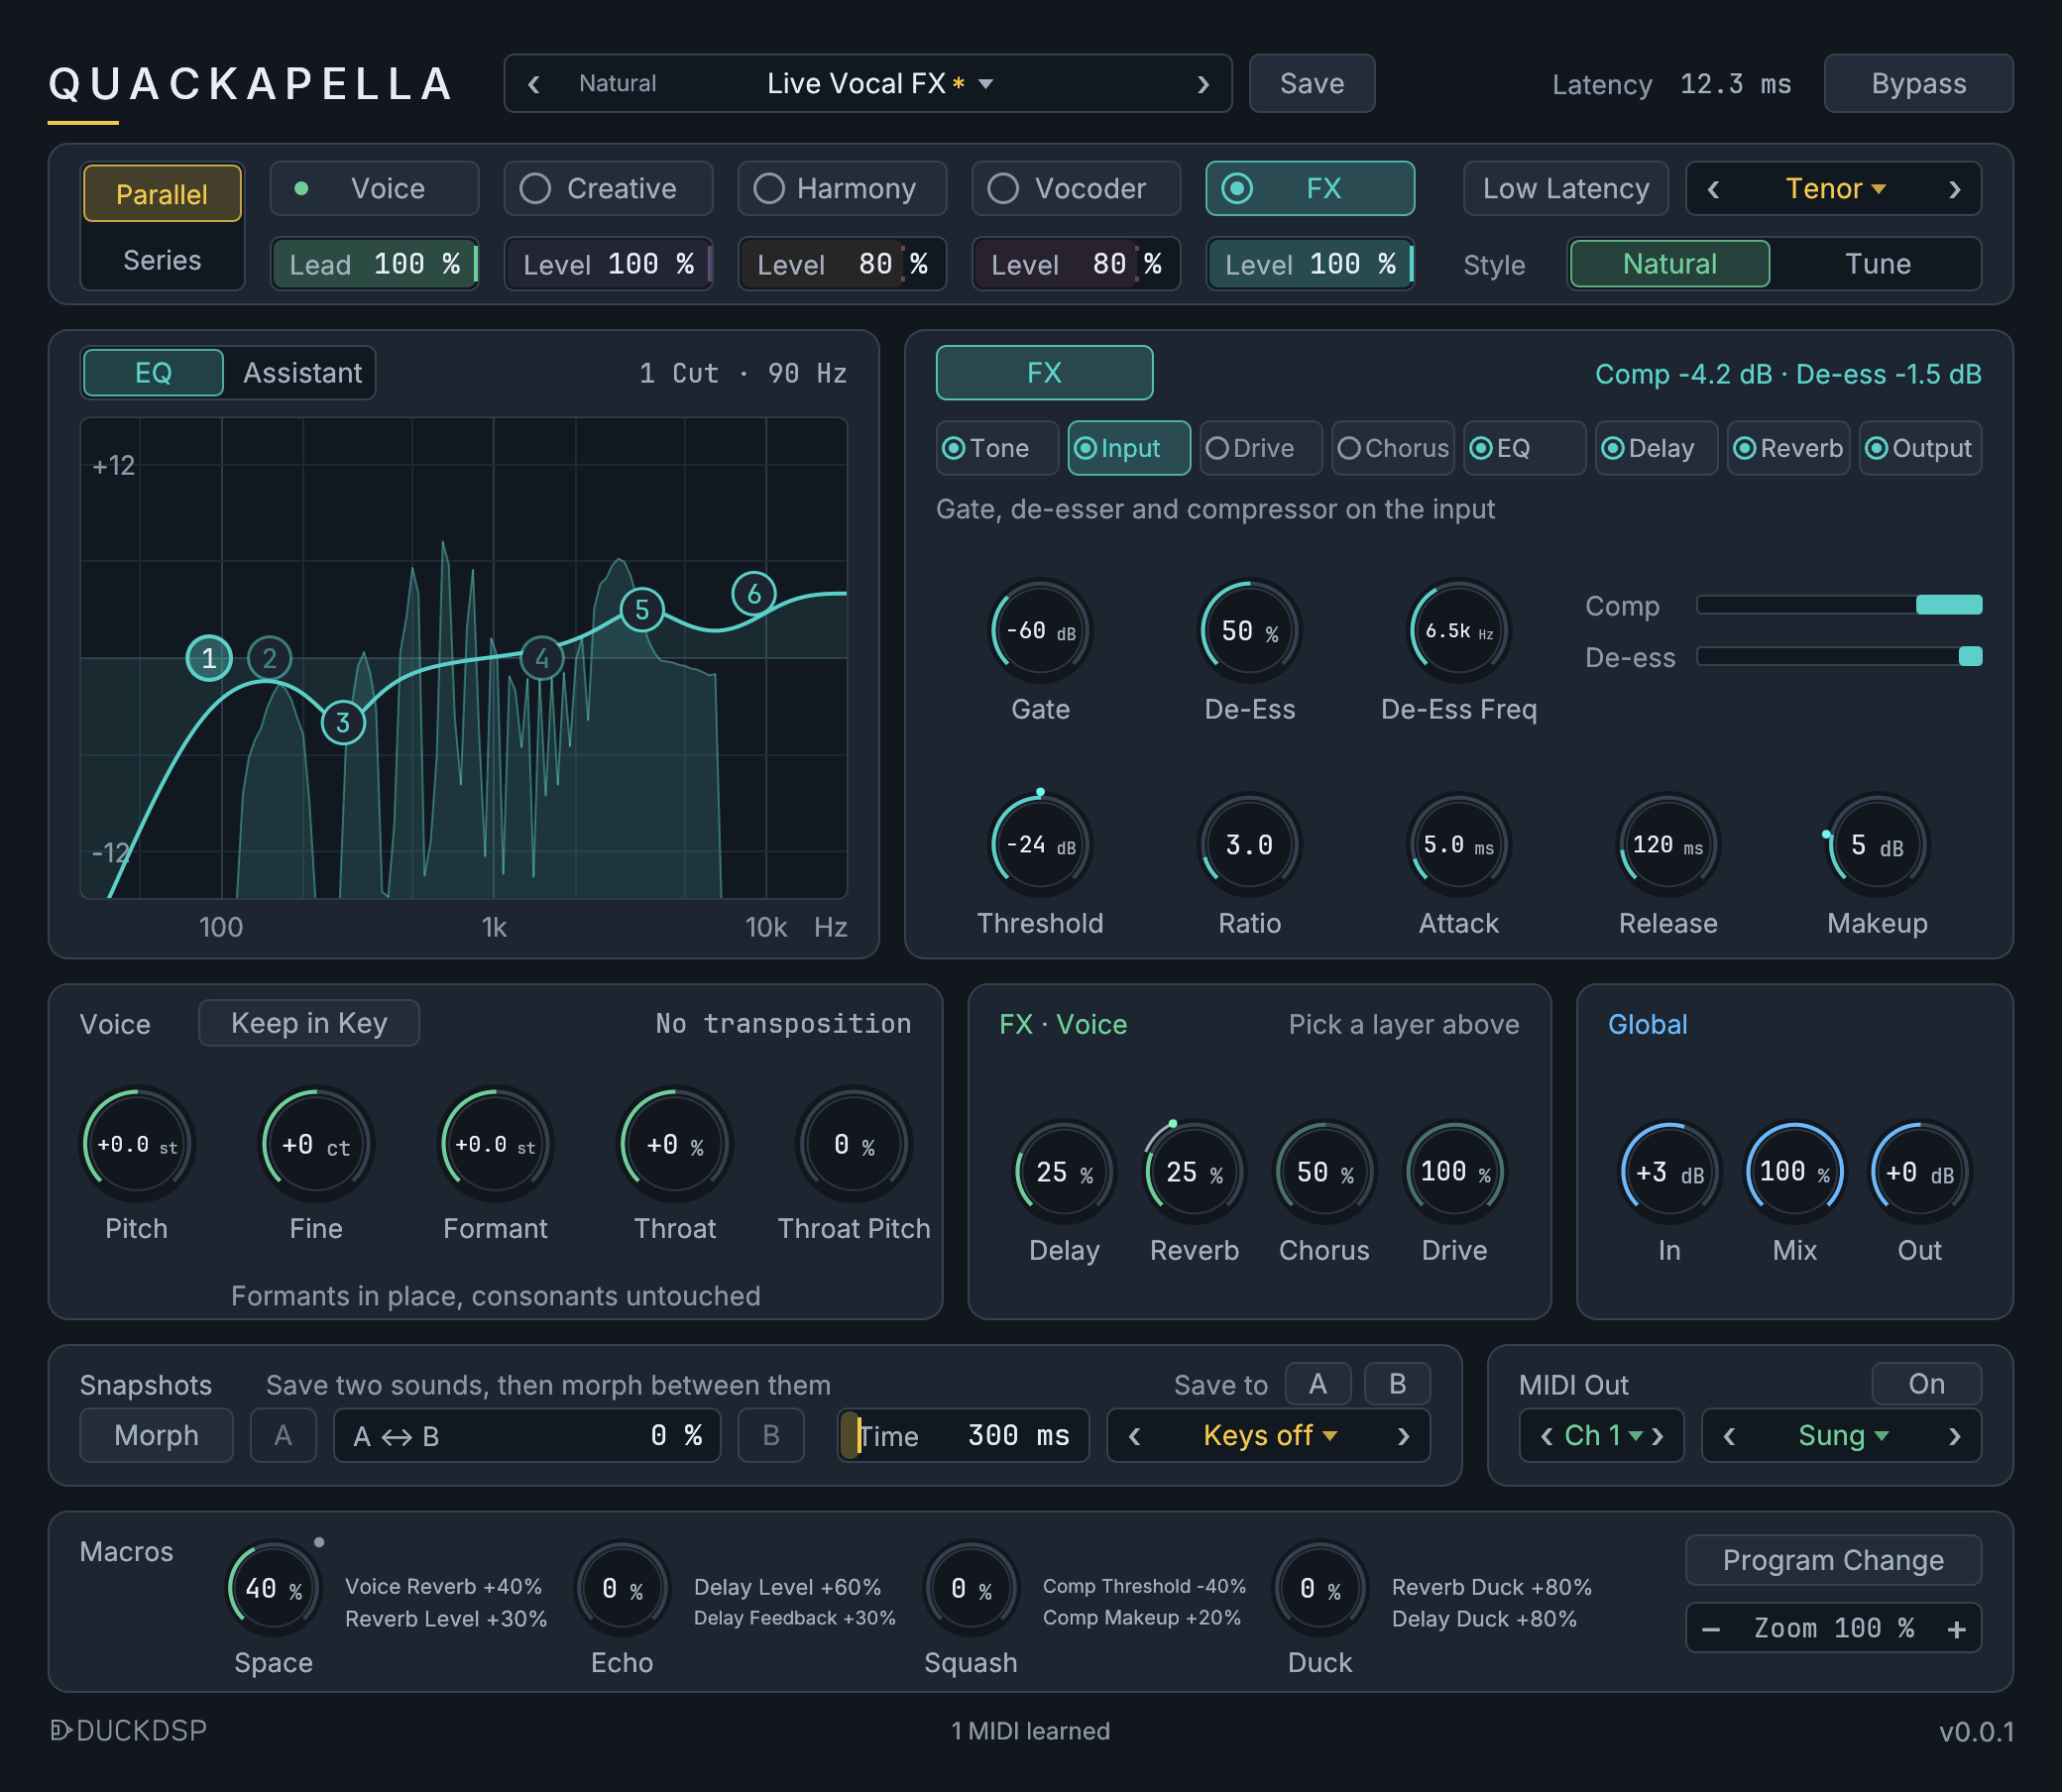 QUACKAPELLA
‹ Natural Live Vocal FX * ›
Save
Latency 12.3 ms
Bypass
Parallel
Series
Voice
Creative
Harmony
Vocoder
FX
Low Latency
‹ Tenor ›
Lead 100 %
Level 100 %
Level 80 %
Level 80 %
Level 100 %
Style
Natural
Tune
EQ
Assistant
1 Cut · 90 Hz
+12
-12
1
2
3
4
5
6
100
1k
10k
Hz
FX
Comp -4.2 dB · De-ess -1.5 dB
Tone
Input
Drive
Chorus
EQ
Delay
Reverb
Output
Gate, de-esser and compressor on the input
-60 dB
Gate
50 %
De-Ess
6.5k Hz
De-Ess Freq
Comp
De-ess
-24 dB
Threshold
3.0
Ratio
5.0 ms
Attack
120 ms
Release
5 dB
Makeup
Voice
Keep in Key
No transposition
+0.0 st
Pitch
+0 ct
Fine
+0.0 st
Formant
+0 %
Throat
0 %
Throat Pitch
Formants in place, consonants untouched
FX · Voice
Pick a layer above
25 %
Delay
25 %
Reverb
50 %
Chorus
100 %
Drive
Global
+3 dB
In
100 %
Mix
+0 dB
Out
Snapshots
Save two sounds, then morph between them
Save to
A
B
Morph
A
A ↔ B 0 %
B
Time 300 ms
‹ Keys off ›
MIDI Out
On
‹ Ch 1 ›
‹ Sung ›
Macros
40 %
Space
Voice Reverb +40%
Reverb Level +30%
0 %
Echo
Delay Level +60%
Delay Feedback +30%
0 %
Squash
Comp Threshold -40%
Comp Makeup +20%
0 %
Duck
Reverb Duck +80%
Delay Duck +80%
Program Change
− Zoom 100 % +
DUCKDSP
1 MIDI learned
v0.0.1